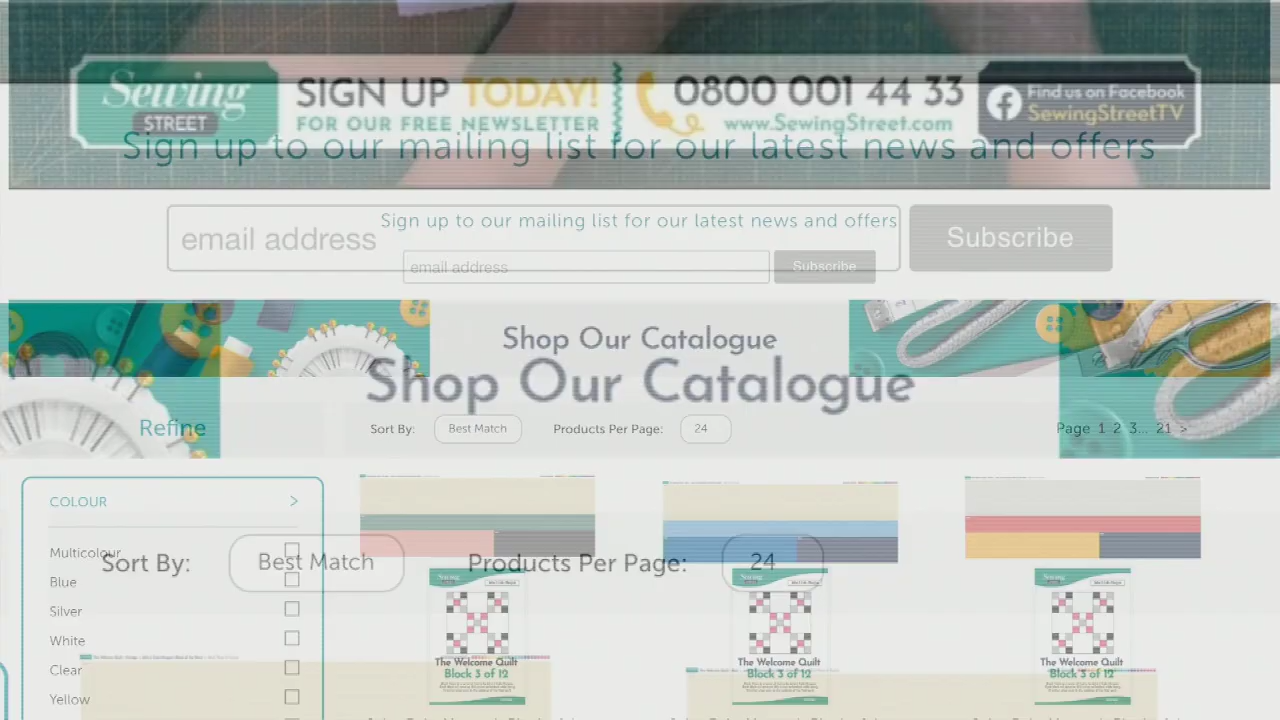 Sewing
STREET
SIGN UP TODAY!
FOR OUR FREE NEWSLETTER
0800 001 44 33
www.SewingStreet.com
Find us on Facebook
SewingStreetTV
Sign up to our mailing list for our latest news and offers
Sign up to our mailing list for our latest news and offers
email address
Subscribe
email address
Subscribe
Shop Our Catalogue
Shop Our Catalogue
Refine
Sort By:
Best Match
Products Per Page:
24
Page 1 2 3... 21 >
COLOUR >
Multicolour
Blue
Silver
White
Clear
Yellow
Sort By:
Best Match
Products Per Page:
24
The Welcome Quilt
Block 3 of 12
The Welcome Quilt
Block 3 of 12
The Welcome Quilt
Block 3 of 12